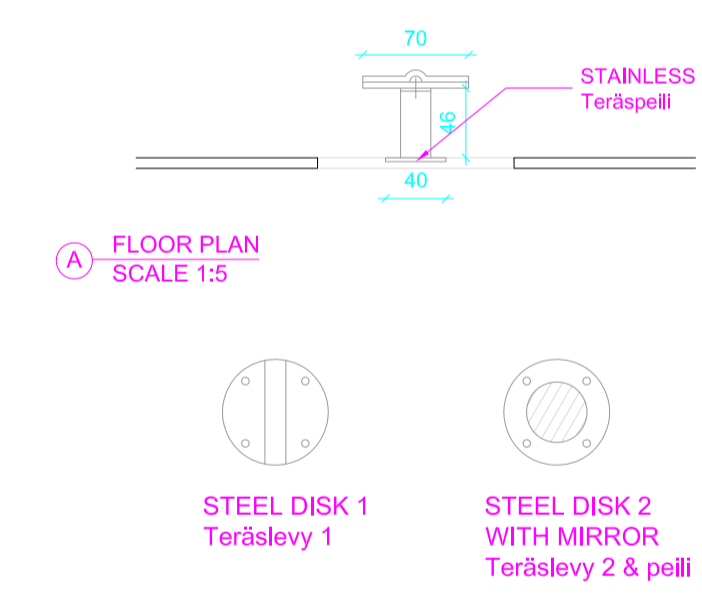 70
STAINLESS
Teräspeili
46
40
A
FLOOR PLAN
SCALE 1:5
STEEL DISK 1
Teräslevy 1
STEEL DISK 2
WITH MIRROR
Teräslevy 2 & peili